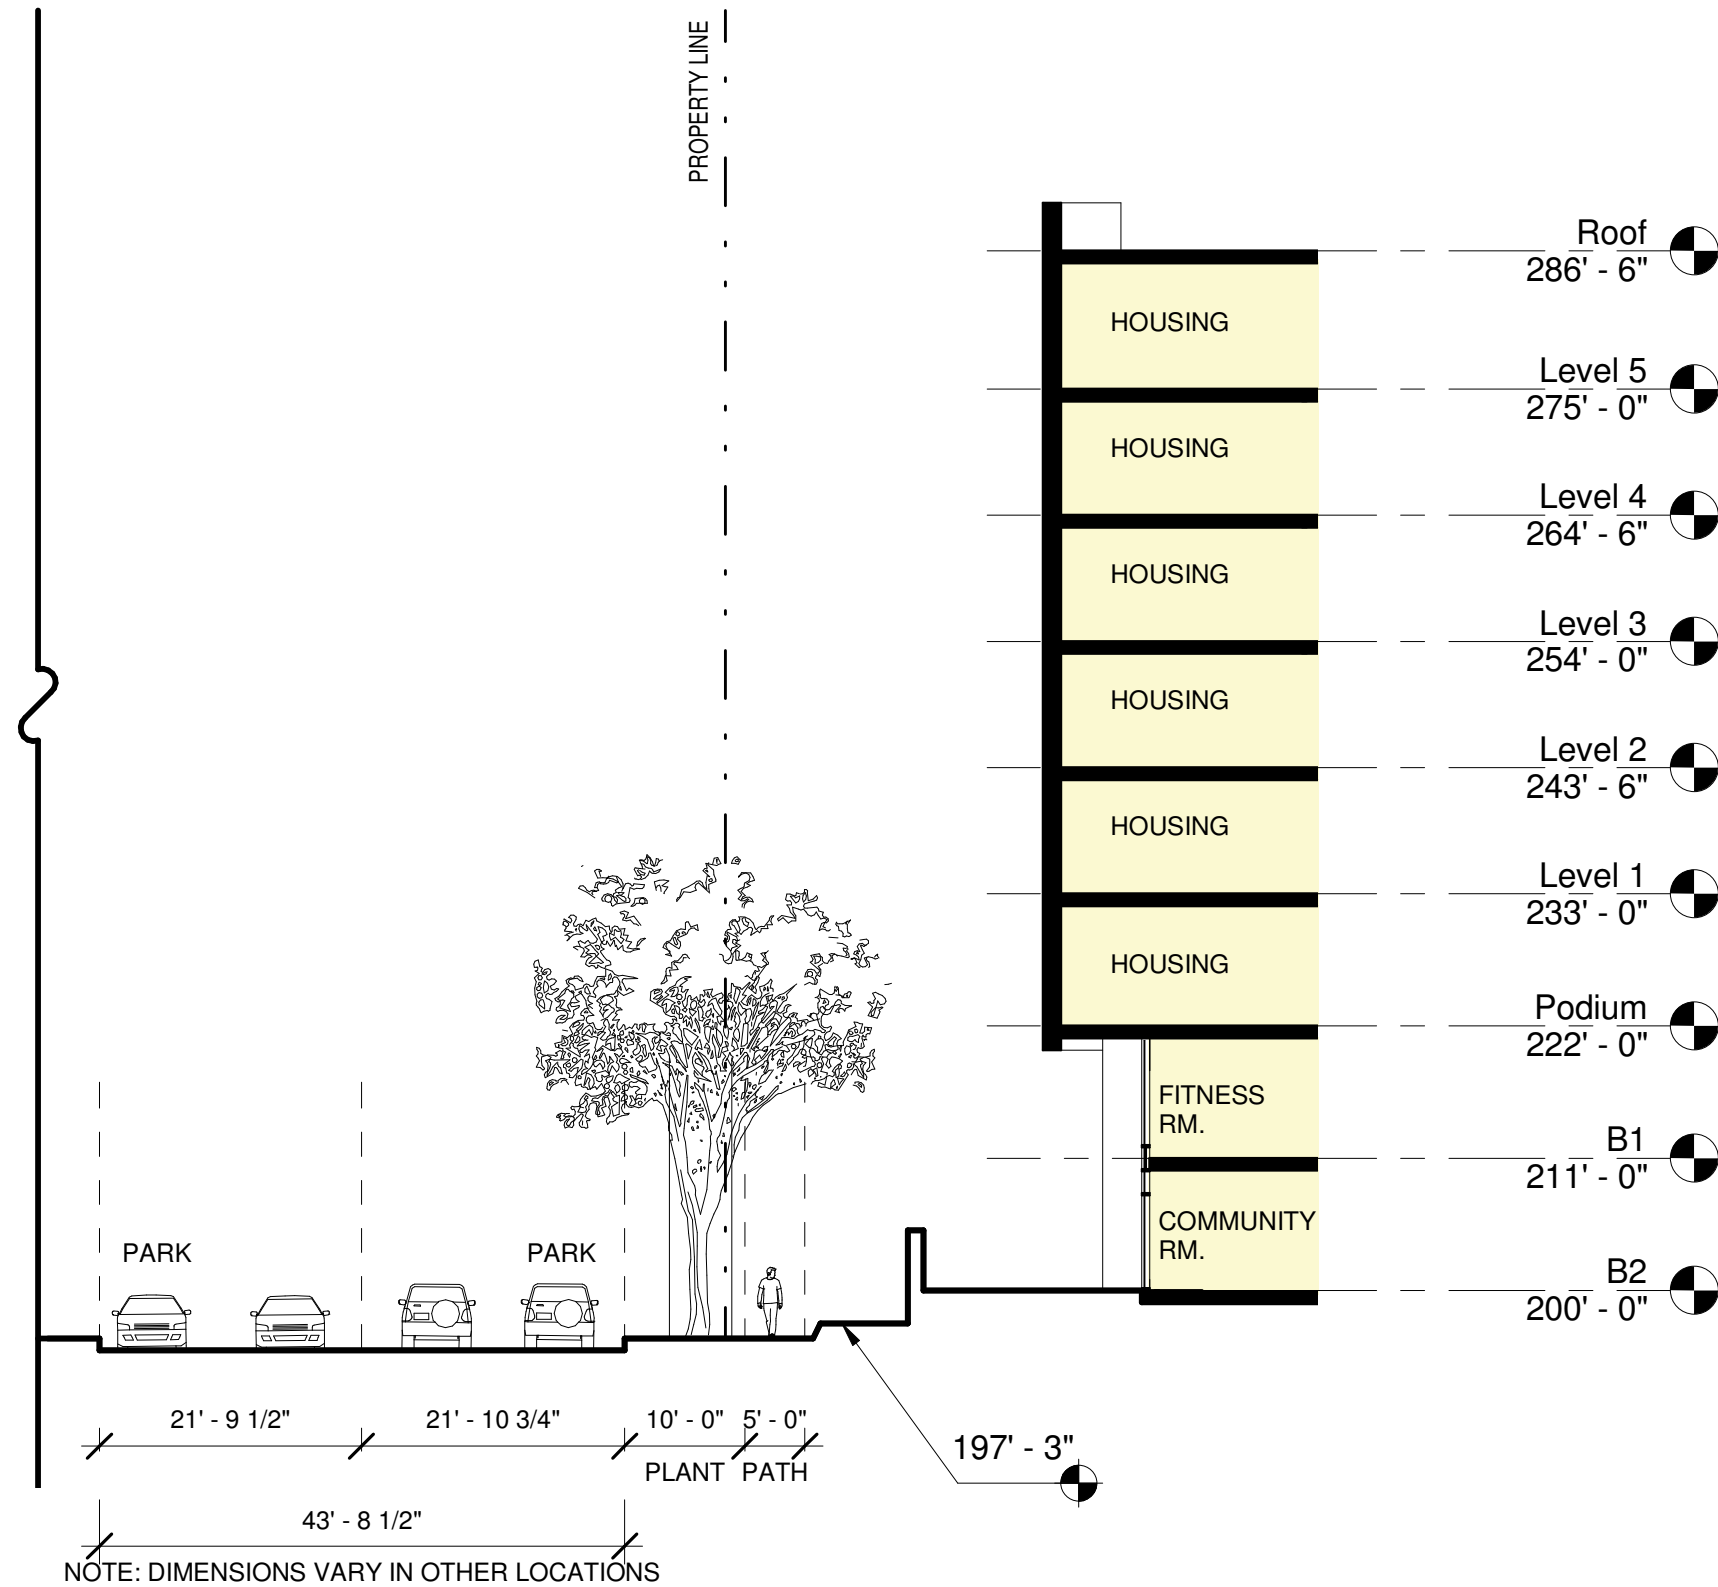 PROPERTY LINE
Roof
286' - 6"
HOUSING
Level 5
275' - 0"
HOUSING
Level 4
264' - 6"
HOUSING
Level 3
254' - 0"
HOUSING
Level 2
243' - 6"
HOUSING
Level 1
233' - 0"
HOUSING
Podium
222' - 0"
FITNESS
RM.
B1
211' - 0"
COMMUNITY
RM.
B2
200' - 0"
PARK
PARK
21' - 9 1/2"
21' - 10 3/4"
10' - 0"
5' - 0"
PLANT
PATH
197' - 3"
43' - 8 1/2"
NOTE: DIMENSIONS VARY IN OTHER LOCATIONS